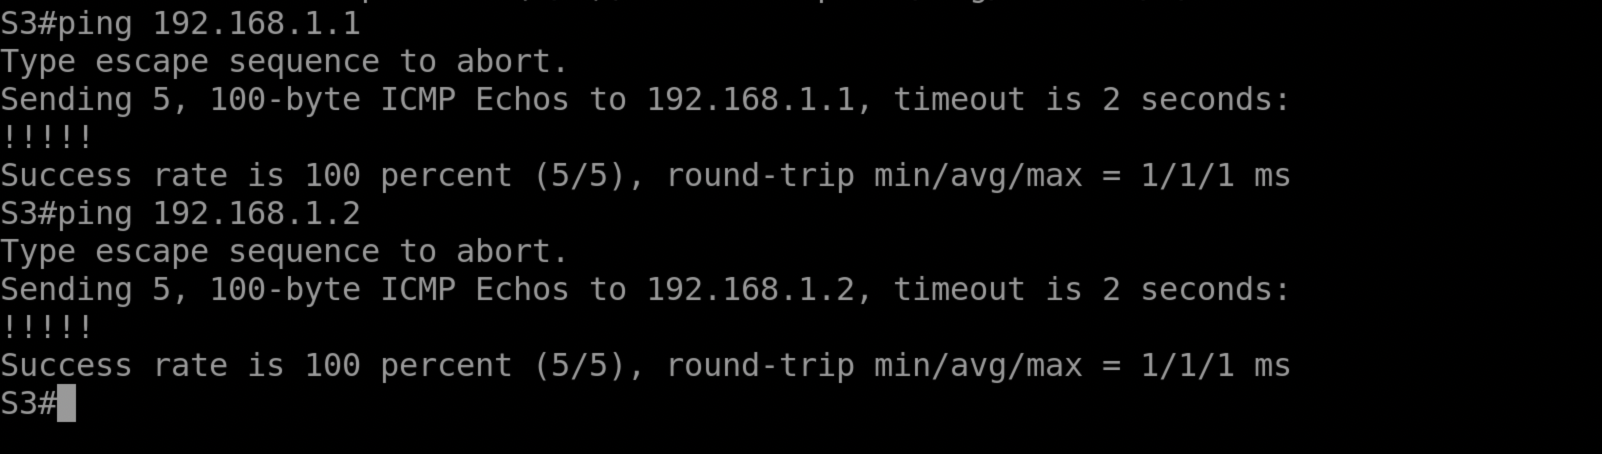 S3#ping 192.168.1.1
Type escape sequence to abort.
Sending 5, 100-byte ICMP Echos to 192.168.1.1, timeout is 2 seconds:
!!!!!
Success rate is 100 percent (5/5), round-trip min/avg/max = 1/1/1 ms
S3#ping 192.168.1.2
Type escape sequence to abort.
Sending 5, 100-byte ICMP Echos to 192.168.1.2, timeout is 2 seconds:
!!!!!
Success rate is 100 percent (5/5), round-trip min/avg/max = 1/1/1 ms
S3#